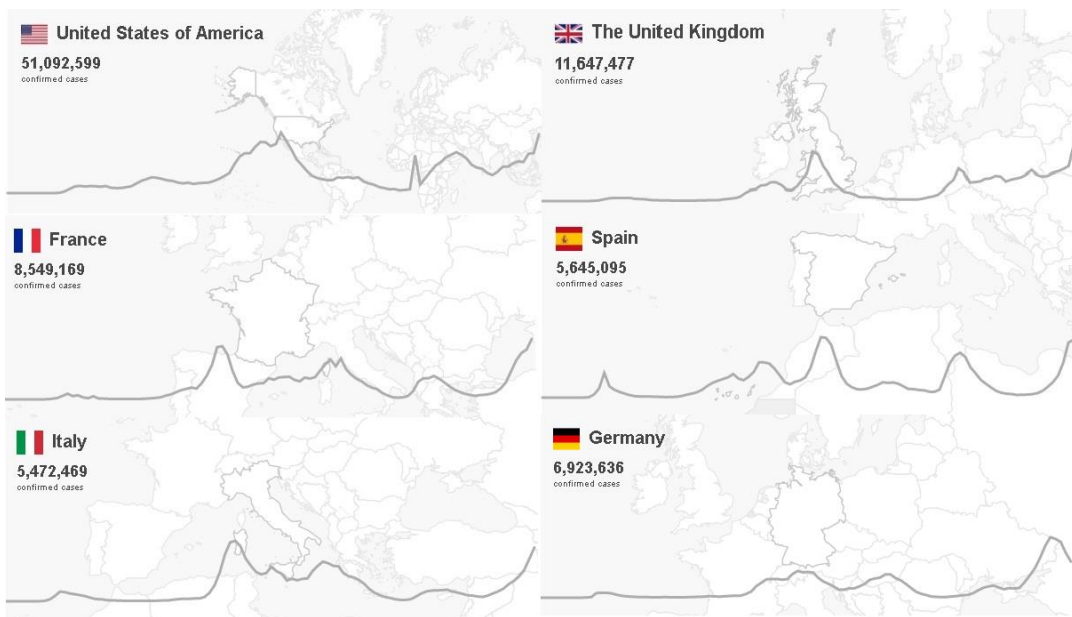 United States of America
51,092,599
confirmed cases
The United Kingdom
11,647,477
confirmed cases
France
8,549,169
confirmed cases
Spain
5,645,095
confirmed cases
Italy
5,472,469
confirmed cases
Germany
6,923,636
confirmed cases